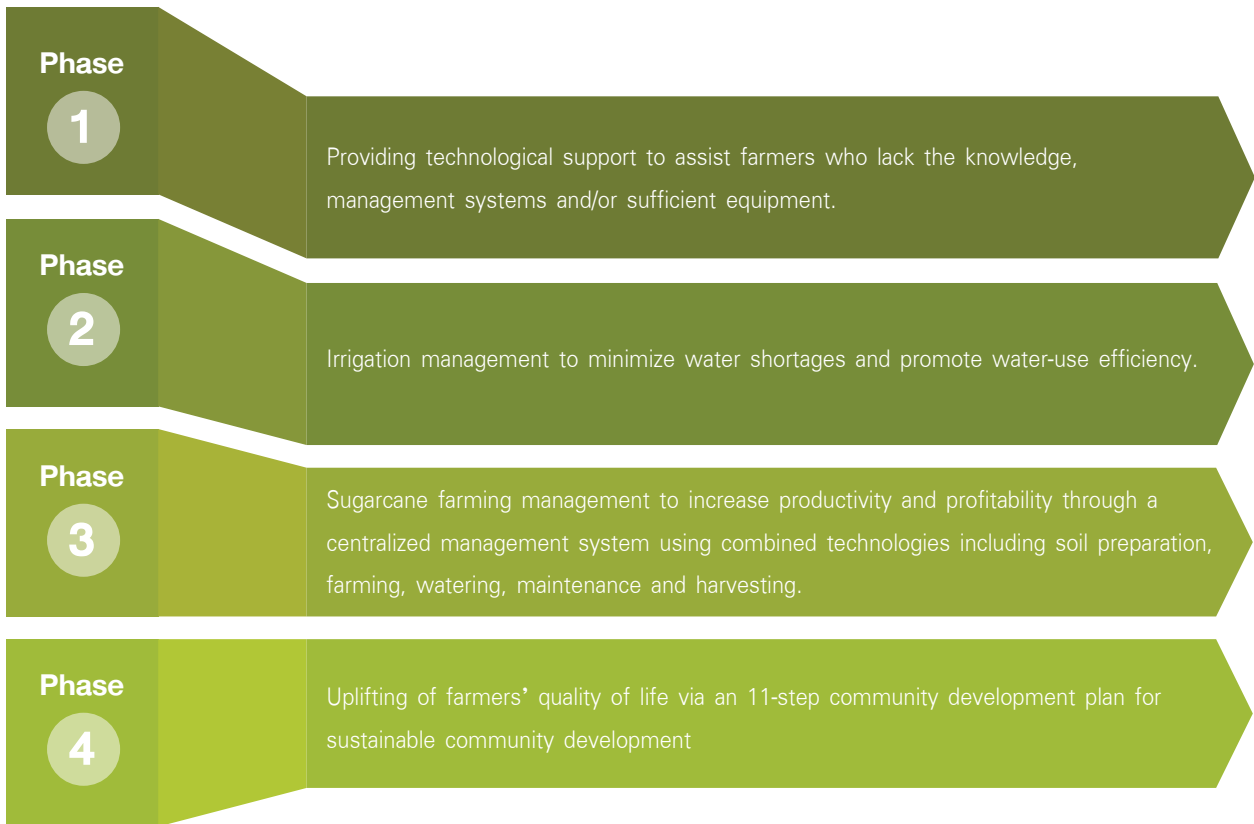 Phase
1
Providing technological support to assist farmers who lack the knowledge,
management systems and/or sufficient equipment.
Phase
2
Irrigation management to minimize water shortages and promote water-use efficiency.
Phase
3
Sugarcane farming management to increase productivity and profitability through a
centralized management system using combined technologies including soil preparation,
farming, watering, maintenance and harvesting.
Phase
4
Uplifting of farmers’ quality of life via an 11-step community development plan for
sustainable community development